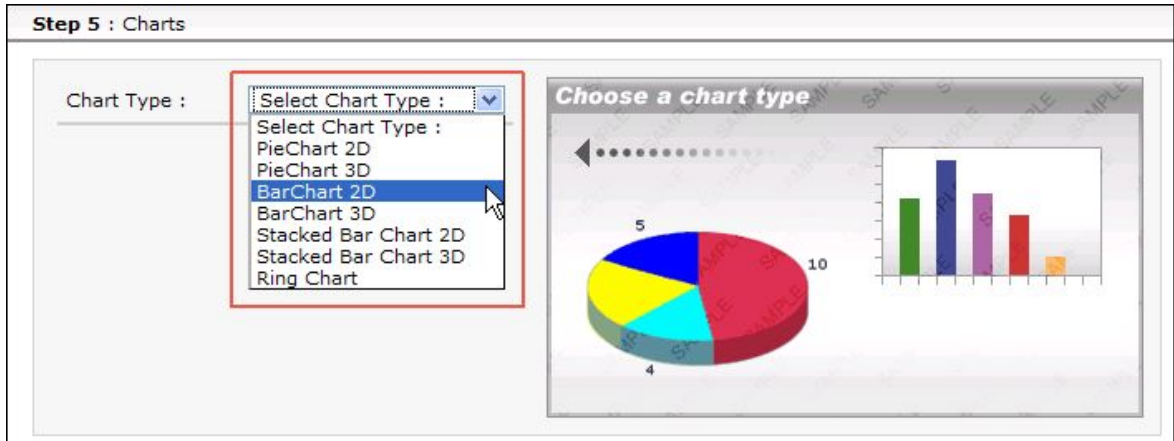 Step 5 : Charts
Chart Type :
Select Chart Type :
Select Chart Type :
PieChart 2D
PieChart 3D
BarChart 2D
BarChart 3D
Stacked Bar Chart 2D
Stacked Bar Chart 3D
Ring Chart
Choose a chart type
5
10
4
SAMPLE